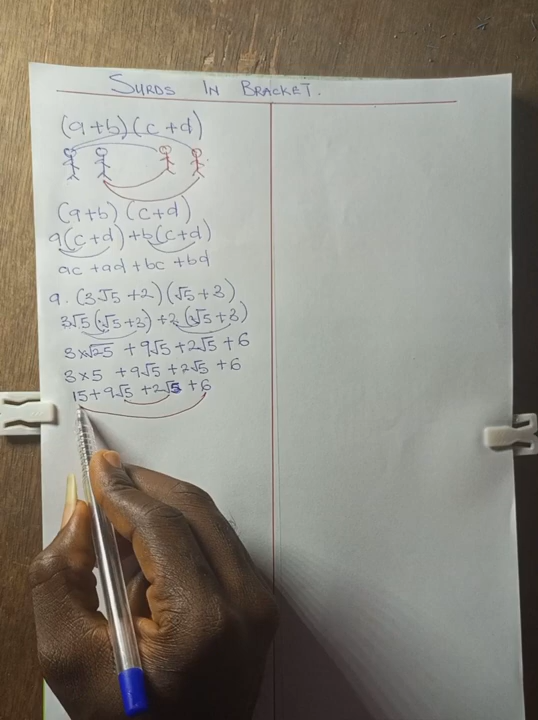 SURDS IN BRACKET.
(a+b)(c+d)
(a+b) (c+d)
a(c+d) + b(c+d)
ac + ad + bc + bd
a. (3√5 + 2)(√5 + 3)
3√5(√5 + 3) + 2(√5 + 3)
3×√25 + 9√5 + 2√5 + 6
3×5 + 9√5 + 2√5 + 6
15 + 9√5 + 2√5 + 6